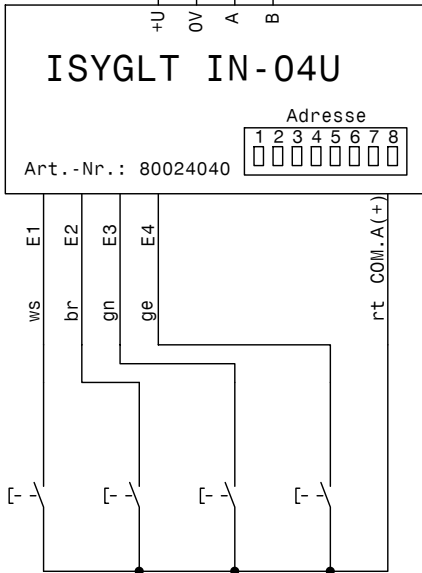 +U 0V A B
ISYGLT IN-04U
Adresse
1 2 3 4 5 6 7 8
Art.-Nr.: 80024040
E1 E2 E3 E4 COM.A(+)
ws br gn ge rt